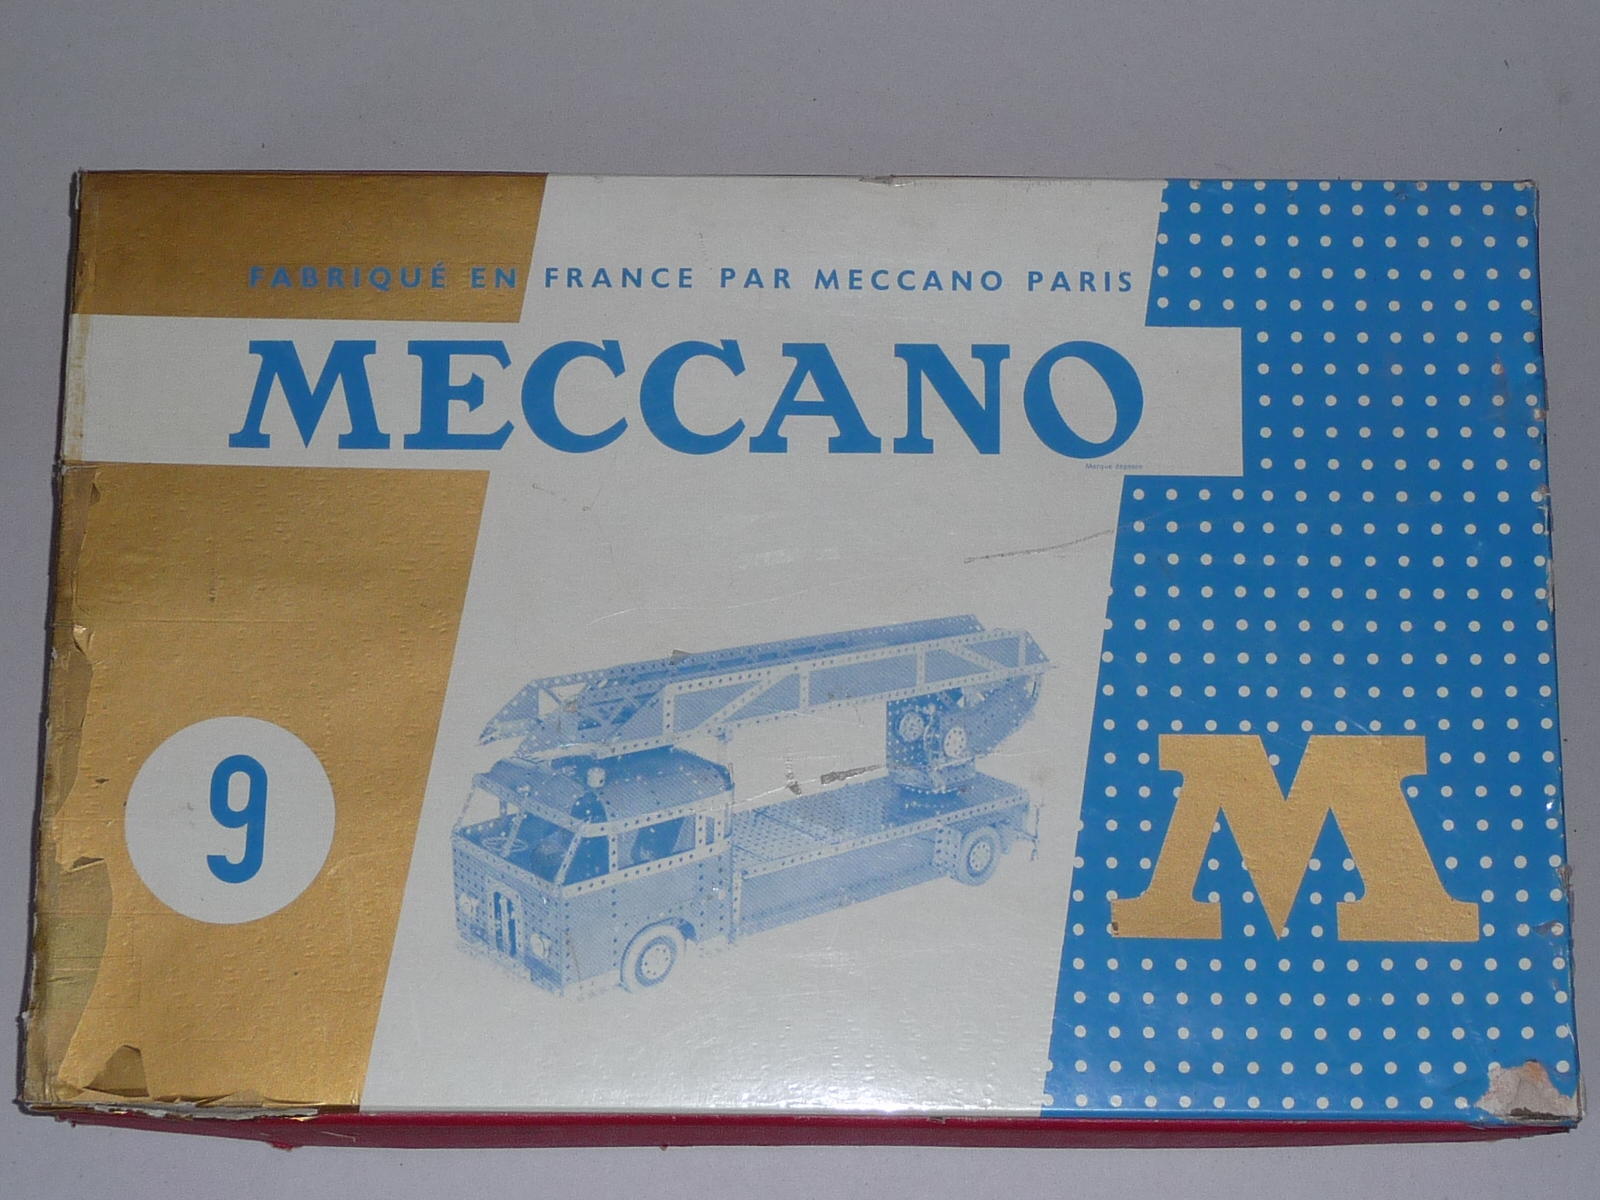 FABRIQUÉ EN FRANCE PAR MECCANO PARIS
MECCANO
Marque déposée
9
M